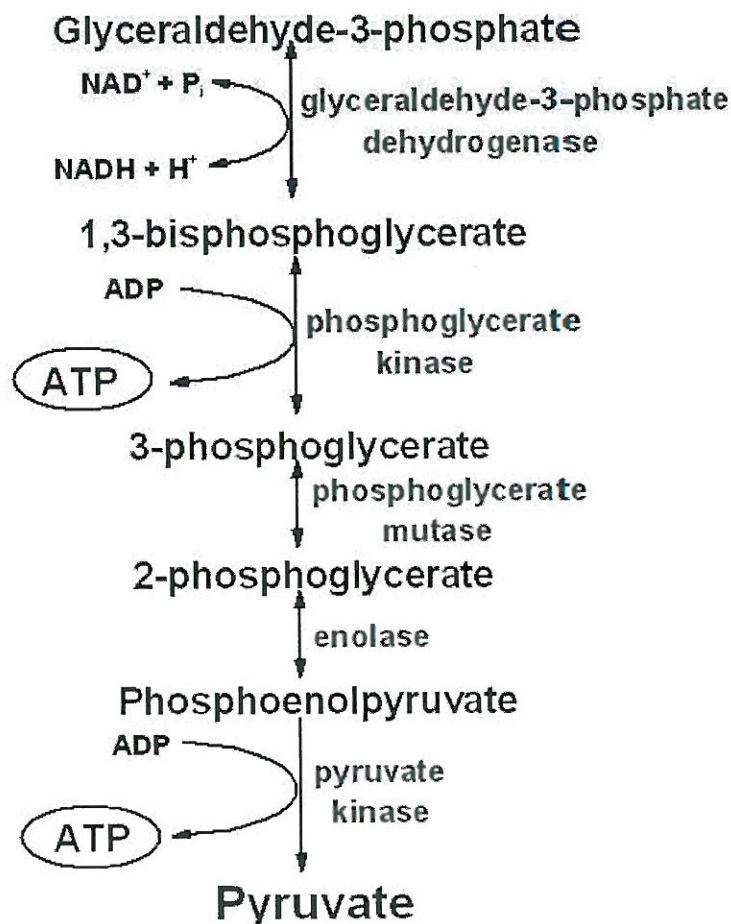 Glyceraldehyde-3-phosphate
NAD⁺ + Pᵢ
glyceraldehyde-3-phosphate
dehydrogenase
NADH + H⁺
1,3-bisphosphoglycerate
ADP
phosphoglycerate
kinase
ATP
3-phosphoglycerate
phosphoglycerate
mutase
2-phosphoglycerate
enolase
Phosphoenolpyruvate
ADP
pyruvate
kinase
ATP
Pyruvate